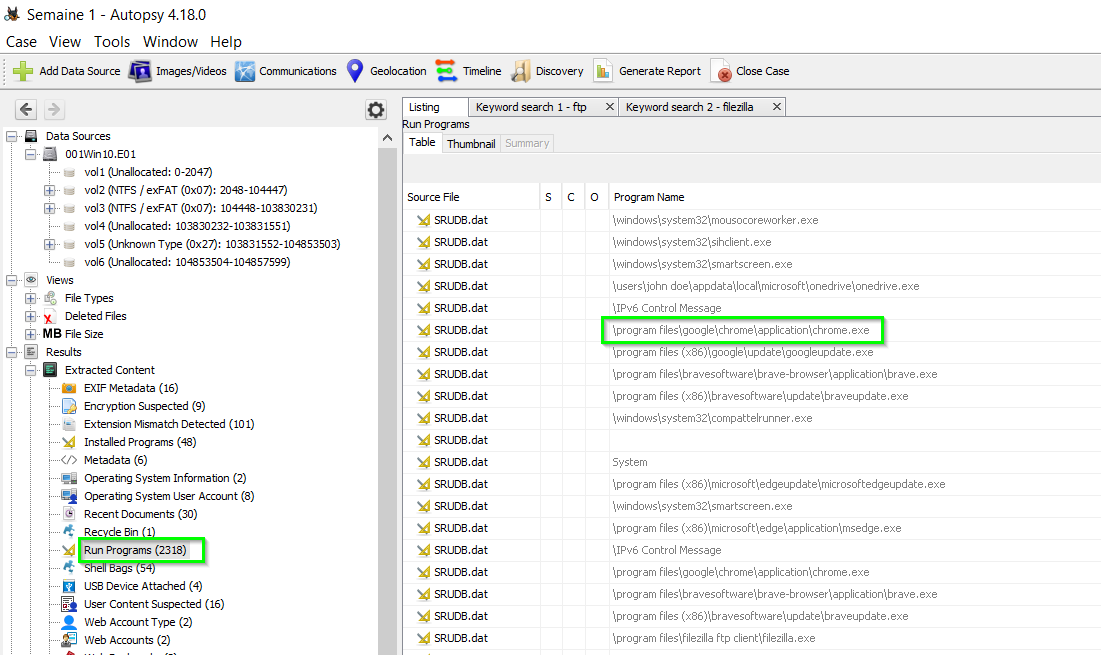 Semaine 1 - Autopsy 4.18.0
Case View Tools Window Help
Add Data Source Images/Videos Communications Geolocation Timeline Discovery Generate Report Close Case
Data Sources
001Win10.E01
vol1 (Unallocated: 0-2047)
vol2 (NTFS / exFAT (0x07): 2048-104447)
vol3 (NTFS / exFAT (0x07): 104448-103830231)
vol4 (Unallocated: 103830232-103831551)
vol5 (Unknown Type (0x27): 103831552-104853503)
vol6 (Unallocated: 104853504-104857599)
Views
File Types
Deleted Files
MB File Size
Results
Extracted Content
EXIF Metadata (16)
Encryption Suspected (9)
Extension Mismatch Detected (101)
Installed Programs (48)
Metadata (6)
Operating System Information (2)
Operating System User Account (8)
Recent Documents (30)
Recycle Bin (1)
Run Programs (2318)
Shell Bags (54)
USB Device Attached (4)
User Content Suspected (16)
Web Account Type (2)
Web Accounts (2)
Listing Keyword search 1 - ftp Keyword search 2 - filezilla
Run Programs
Table Thumbnail Summary
Source File S C O Program Name
SRUDB.dat \windows\system32\mousocoreworker.exe
SRUDB.dat \windows\system32\sihclient.exe
SRUDB.dat \windows\system32\smartscreen.exe
SRUDB.dat \users\john doe\appdata\local\microsoft\onedrive\onedrive.exe
SRUDB.dat \IPv6 Control Message
SRUDB.dat \program files\google\chrome\application\chrome.exe
SRUDB.dat \program files (x86)\google\update\googleupdate.exe
SRUDB.dat \program files\bravesoftware\brave-browser\application\brave.exe
SRUDB.dat \program files (x86)\bravesoftware\update\braveupdate.exe
SRUDB.dat \windows\system32\compattelrunner.exe
SRUDB.dat
SRUDB.dat System
SRUDB.dat \program files (x86)\microsoft\edgeupdate\microsoftedgeupdate.exe
SRUDB.dat \windows\system32\smartscreen.exe
SRUDB.dat \program files (x86)\microsoft\edge\application\msedge.exe
SRUDB.dat \IPv6 Control Message
SRUDB.dat \program files\google\chrome\application\chrome.exe
SRUDB.dat \program files\bravesoftware\brave-browser\application\brave.exe
SRUDB.dat \program files (x86)\bravesoftware\update\braveupdate.exe
SRUDB.dat \program files\filezilla ftp client\filezilla.exe